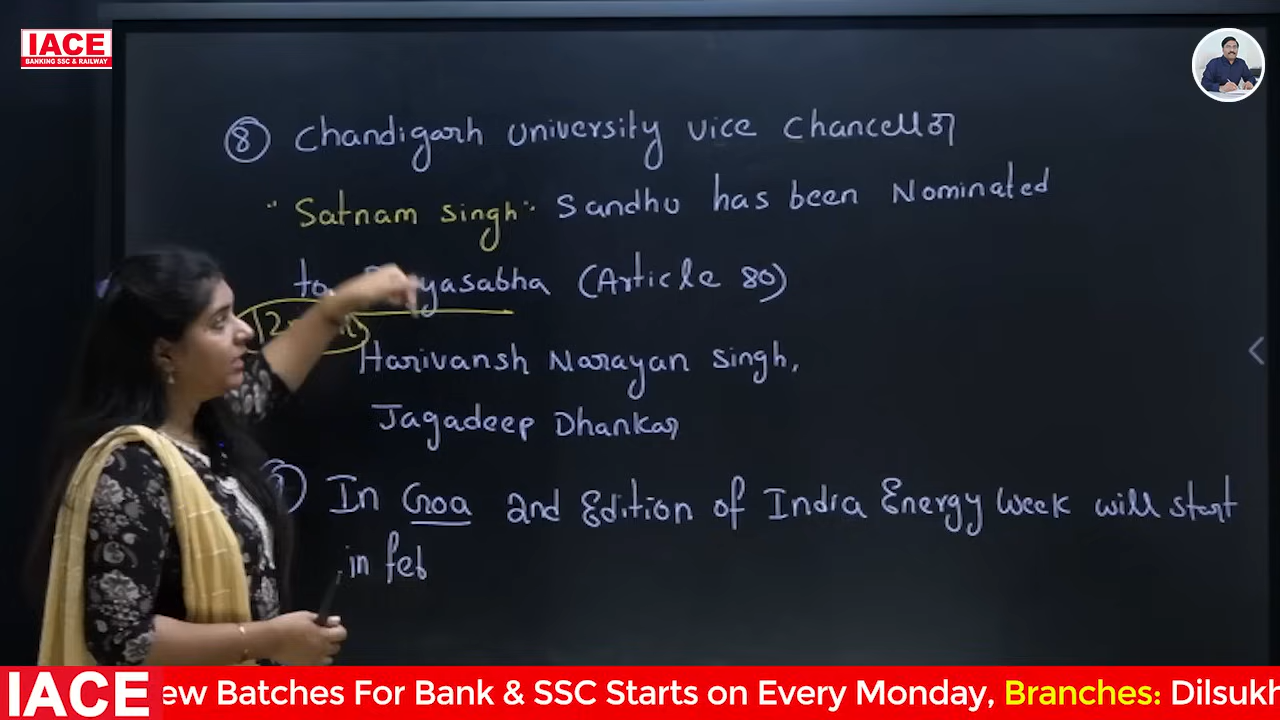 IACE
BANKING SSC & RAILWAY
⑧ Chandigarh University Vice Chancellor
"Satnam Singh" Sandhu has been Nominated
to (Article 80)
Harivansh Narayan Singh,
Jagadeep Dhankar
In Goa 2nd Edition of India Energy Week will start
in feb
IACE ew Batches For Bank & SSC Starts on Every Monday, Branches: Dilsukh